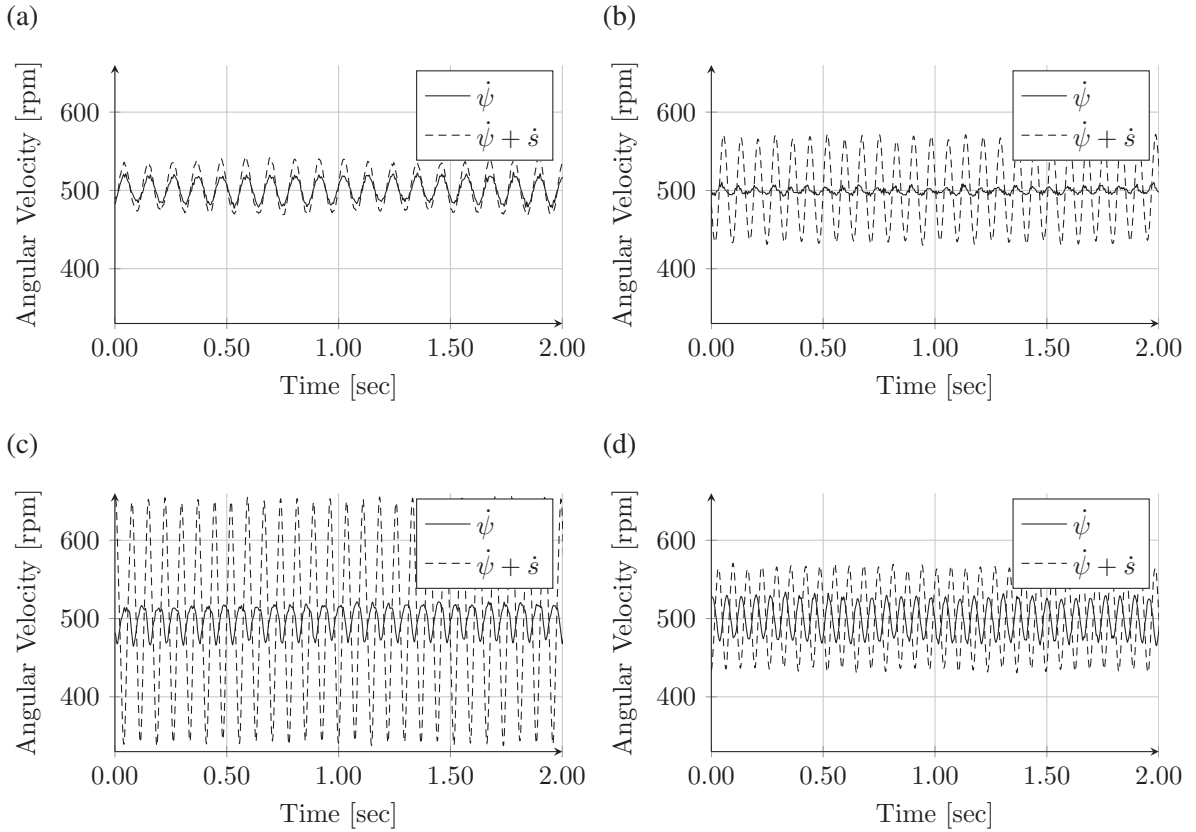 (a)
Angular Velocity [rpm]
600
500
400
ψ̇
ψ̇ + ṡ
0.00 0.50 1.00 1.50 2.00
Time [sec]
(b)
Angular Velocity [rpm]
600
500
400
ψ̇
ψ̇ + ṡ
0.00 0.50 1.00 1.50 2.00
Time [sec]
(c)
Angular Velocity [rpm]
600
500
400
ψ̇
ψ̇ + ṡ
0.00 0.50 1.00 1.50 2.00
Time [sec]
(d)
Angular Velocity [rpm]
600
500
400
ψ̇
ψ̇ + ṡ
0.00 0.50 1.00 1.50 2.00
Time [sec]